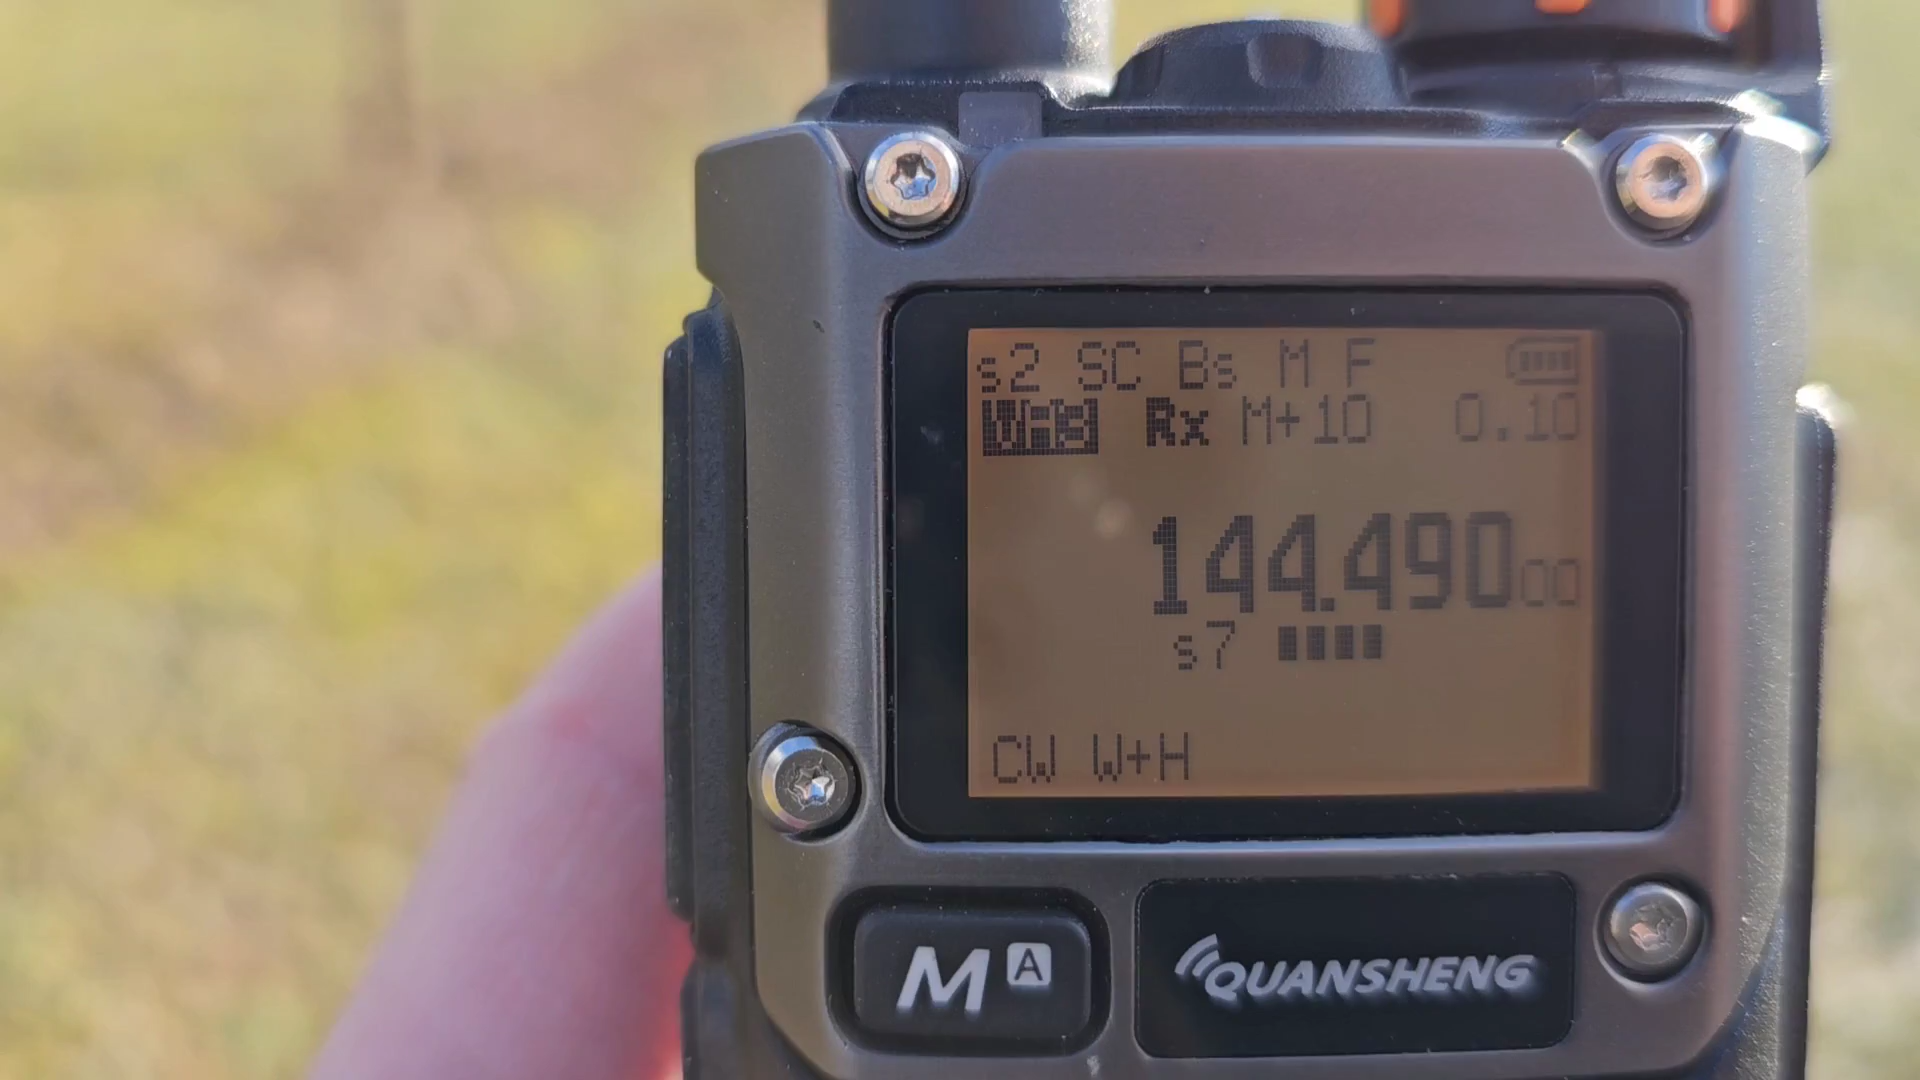 s2 SC Bs M F
Rx M+10 0.10
144.49000
s7
CW W+H
M A
QUANSHENG